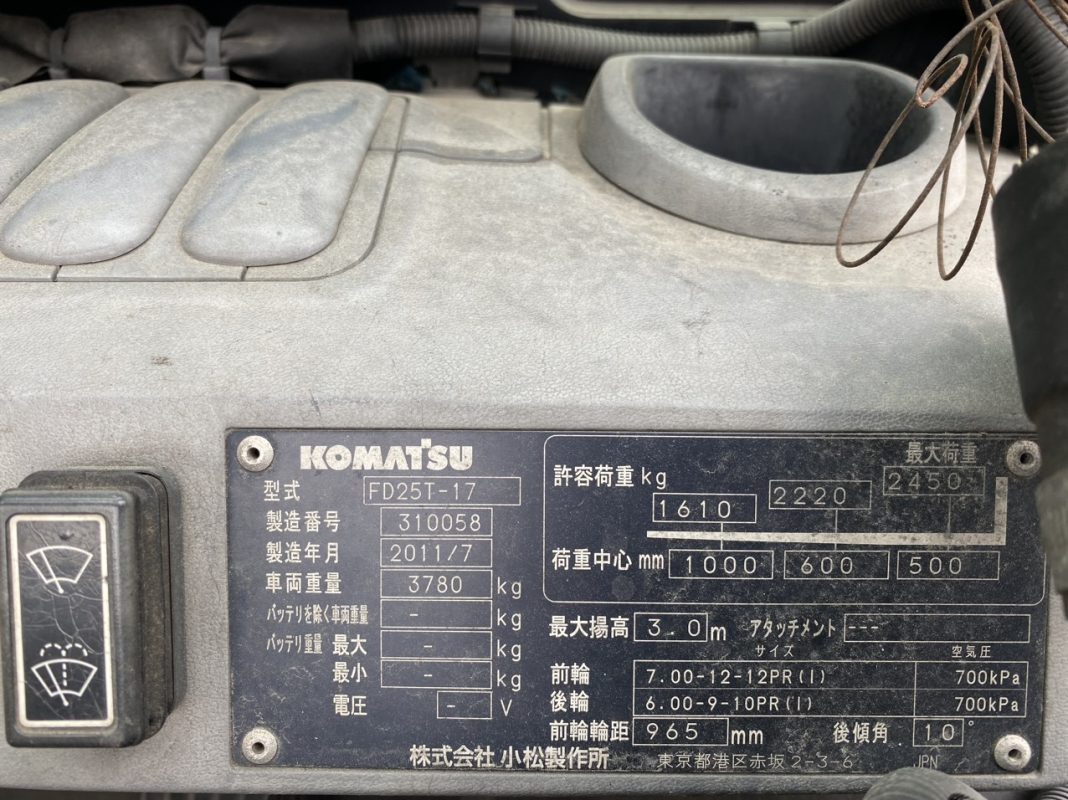 KOMATSU
型式 FD25T-17
製造番号 310058
製造年月 2011/7
車両重量 3780 kg
バッテリを除く車両重量 - kg
バッテリ重量 最大 - kg
最小 - kg
電圧 - V
最大荷重
許容荷重 kg 1610 2220 2450
荷重中心 mm 1000 600 500
最大揚高 3.0 m アタッチメント ---
サイズ 空気圧
前輪 7.00-12-12PR(I) 700kPa
後輪 6.00-9-10PR(I) 700kPa
前輪輪距 965 mm 後傾角 10°
株式会社 小松製作所 東京都港区赤坂 2-3-6 JPN